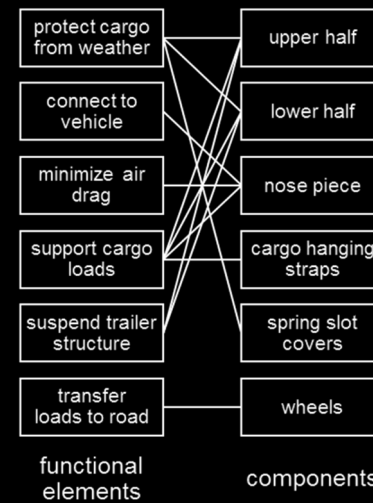 protect cargo
from weather
upper half
connect to
vehicle
lower half
minimize air
drag
nose piece
support cargo
loads
cargo hanging
straps
suspend trailer
structure
spring slot
covers
transfer
loads to road
wheels
functional
elements
components